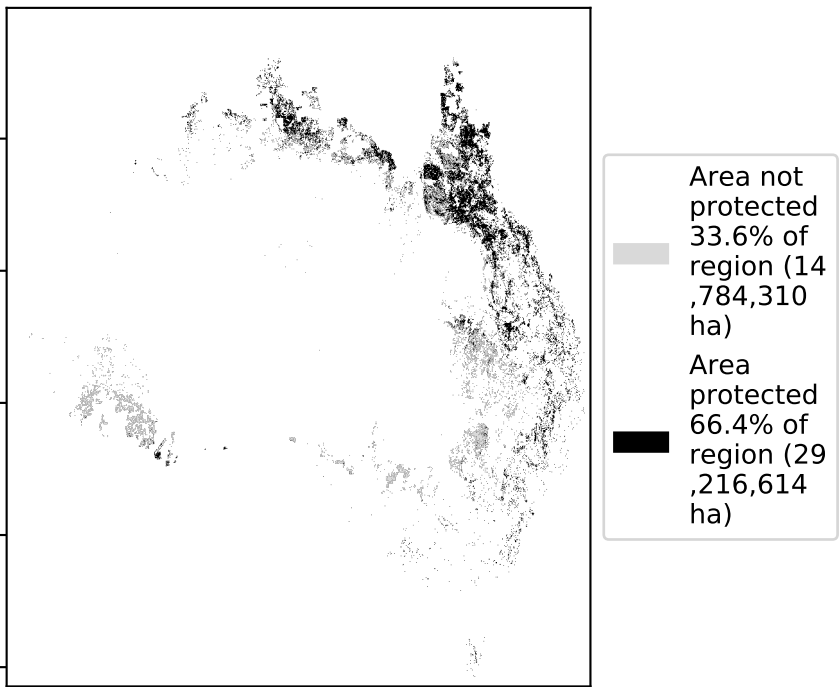 Area not
protected
33.6% of
region (14
,784,310
ha)
Area
protected
66.4% of
region (29
,216,614
ha)